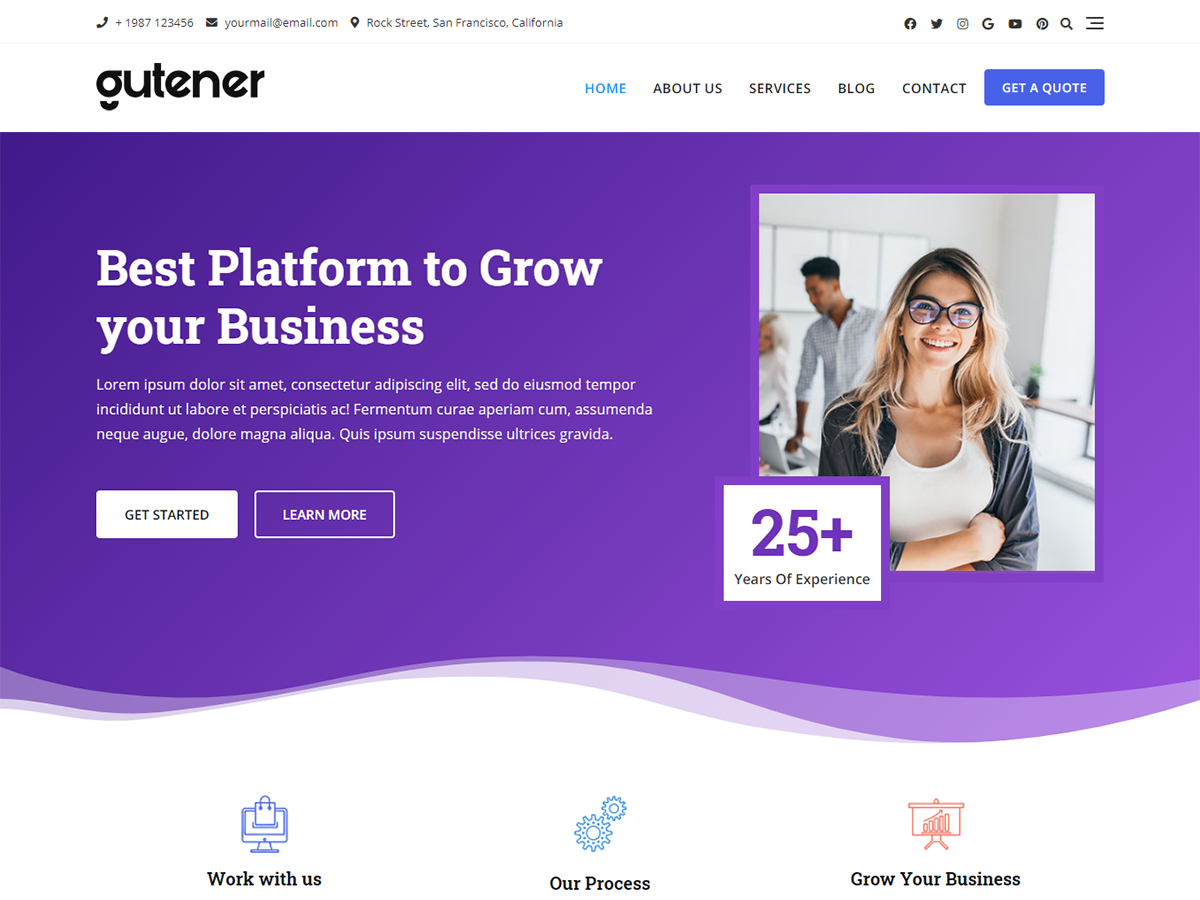 + 1987 123456 yourmail@email.com Rock Street, San Francisco, California
gutener
HOME ABOUT US SERVICES BLOG CONTACT GET A QUOTE
Best Platform to Grow
your Business
Lorem ipsum dolor sit amet, consectetur adipiscing elit, sed do eiusmod tempor
incididunt ut labore et perspiciatis ac! Fermentum curae aperiam cum, assumenda
neque augue, dolore magna aliqua. Quis ipsum suspendisse ultrices gravida.
GET STARTED LEARN MORE
25+
Years Of Experience
Work with us
Our Process
Grow Your Business